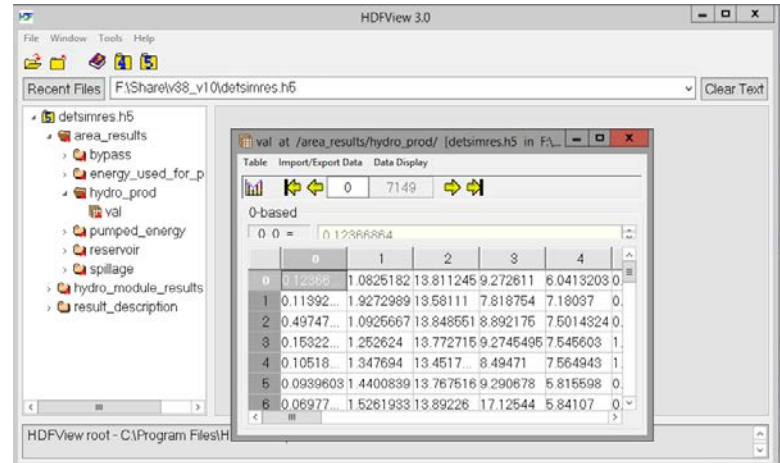 HDFView 3.0
File Window Tools Help
Recent Files F:\Share\v38_v10\detsimres.h5 Clear Text
detsimres.h5
area_results
bypass
energy_used_for_p
hydro_prod
val
pumped_energy
reservoir
spillage
hydro_module_results
result_description
val at /area_results/hydro_prod/ [detsimres.h5 in F:\...
Table Import/Export Data Data Display
0 7149
0-based
0 0 = 0.12366864
0 1 2 3 4
0 0.12366 1.0825182 13.811245 9.272611 6.0413203 0.
1 0.11392... 1.9272989 13.58111 7.818754 7.18037 0.
2 0.49747... 1.0925667 13.848551 8.892175 7.5014324 0.
3 0.15322... 1.252624 13.772715 9.2745495 7.545603 1.
4 0.10518... 1.347694 13.4517... 8.49471 7.564943 1.
5 0.0939603 1.4400839 13.767516 9.290678 5.815598 0.
6 0.06977... 1.5261933 13.89226 17.12544 5.84107 0.
HDFView root - C:\Program Files\H